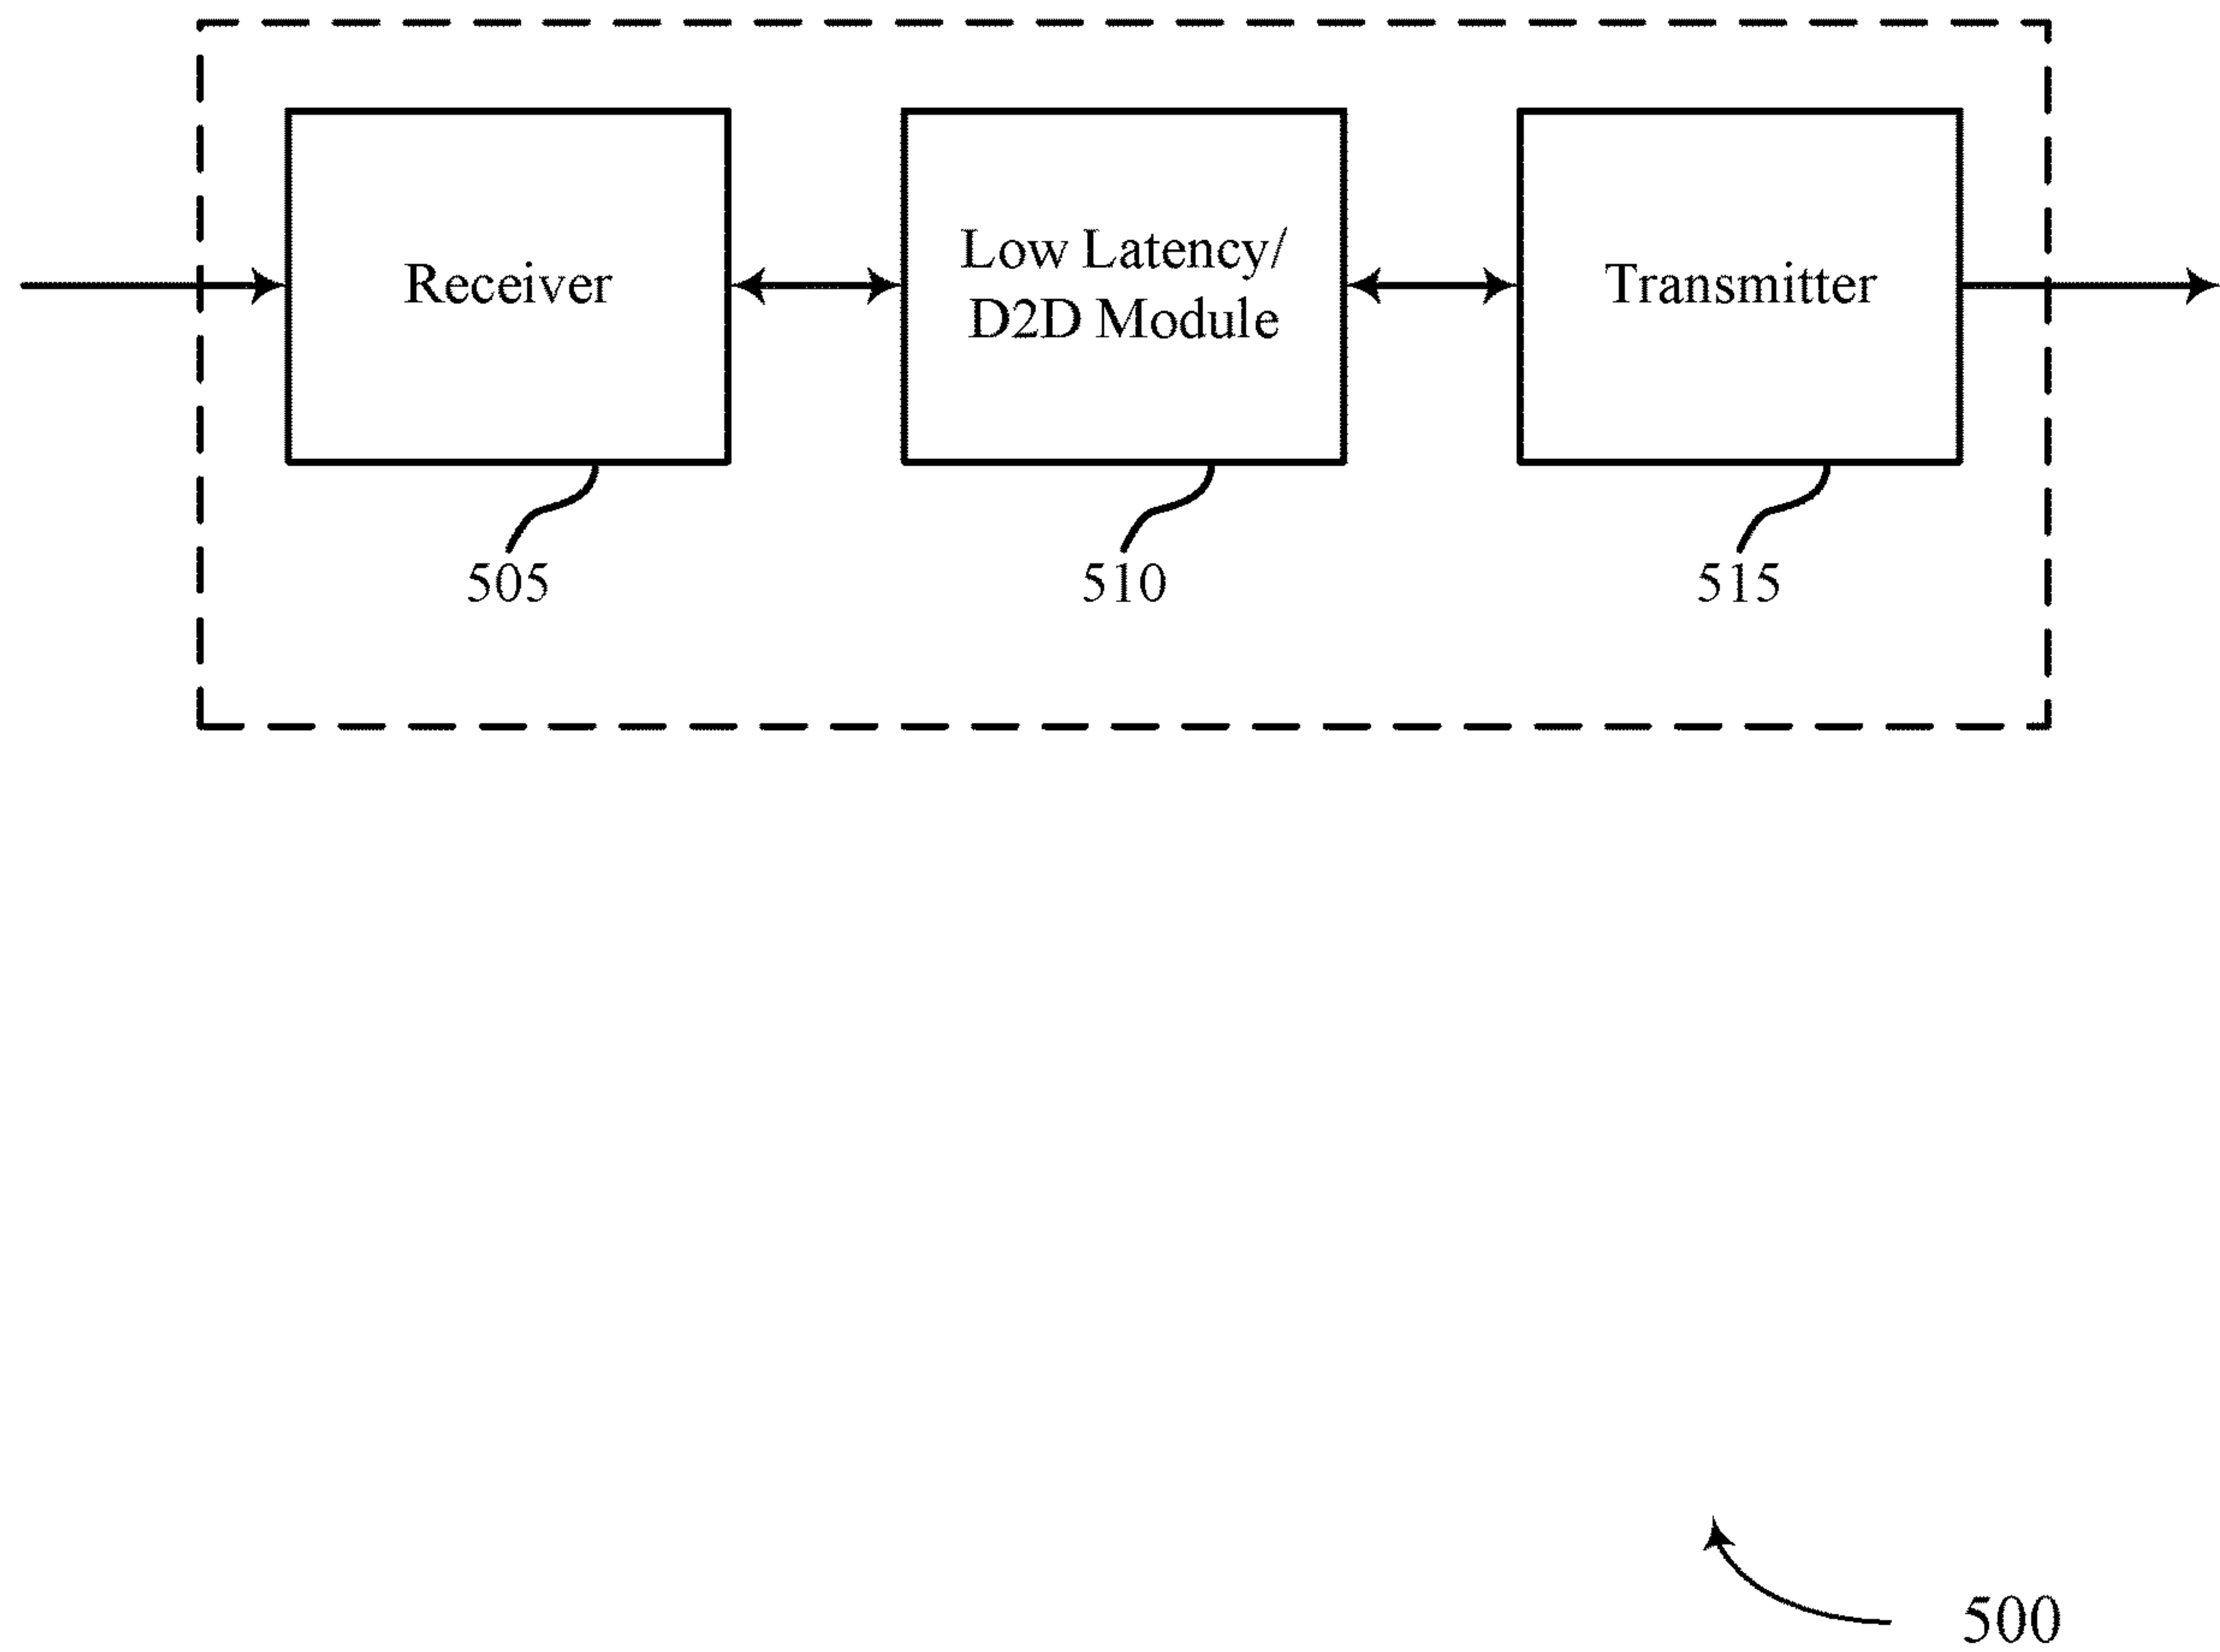 Receiver
Low Latency/
D2D Module
Transmitter
505
510
515
500